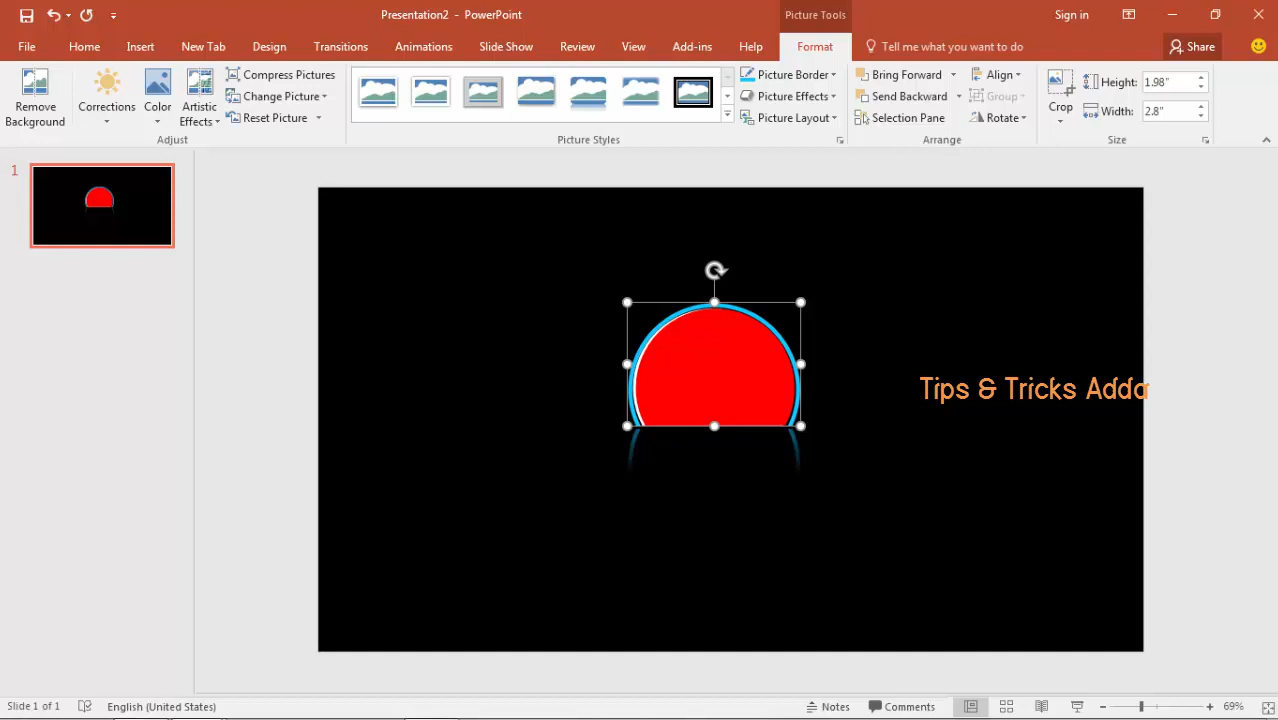 Presentation2 - PowerPoint
Picture Tools
Sign in
File
Home
Insert
New Tab
Design
Transitions
Animations
Slide Show
Review
View
Add-ins
Help
Format
Tell me what you want to do
Share
Remove Background
Corrections
Color
Artistic Effects
Compress Pictures
Change Picture
Reset Picture
Adjust
Picture Styles
Picture Border
Picture Effects
Picture Layout
Bring Forward
Send Backward
Selection Pane
Align
Group
Rotate
Arrange
Crop
Height: 1.98"
Width: 2.8"
Size
1
Tips & Tricks Adda
Slide 1 of 1
English (United States)
Notes
Comments
69%